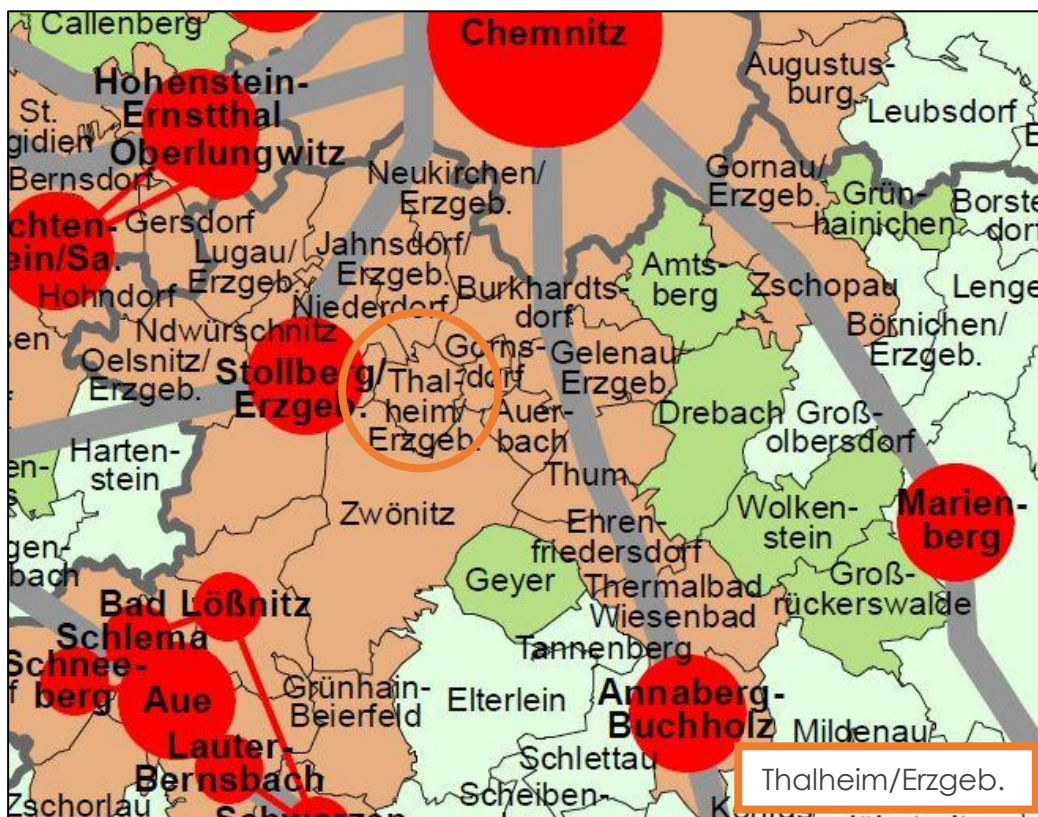 Callenberg
Chemnitz
Augustus-
burg
Hohenstein-
Ernstthal
Leubsdorf
St.
gidien
Oberlungwitz
Bernsdorf
Neukirchen/
Erzgeb.
Gornau/
Erzgeb.
Grün-
hainichen
Borste
dorf
chten-
ein/Sa.
Gersdorf
Lugau/
Erzgeb.
Jahnsdorf/
Erzgeb.
Amts-
berg
Zschopau
Lenge
Hohndorf
Niederdorf
Burkhardts-
dorf
Ndwürschnitz
Börnichen/
Erzgeb.
sen
Oelsnitz/
Erzgeb.
Stollberg/
Erzgeb.
Thal-
heim/
Erzgeb.
Gorns-
dorf
Gelenau/
Erzgeb.
Auer-
bach
Drebach
Groß-
olbersdorf
Harten-
stein
en-
Thum
Zwönitz
Wolken-
stein
Marien-
berg
Ehren-
friedersdorf
gen-
bach
Geyer
Thermalbad
Wiesenbad
Groß-
rückerswalde
Bad
Schlema
Lößnitz
Tannenberg
Schnee-
berg
f
Aue
Grünhain-
Beierfeld
Elterlein
Annaberg-
Buchholz
Mildenau
Lauter-
Bernsbach
Schlettau
Zschorlau
Scheiben-
Thalheim/Erzgeb.